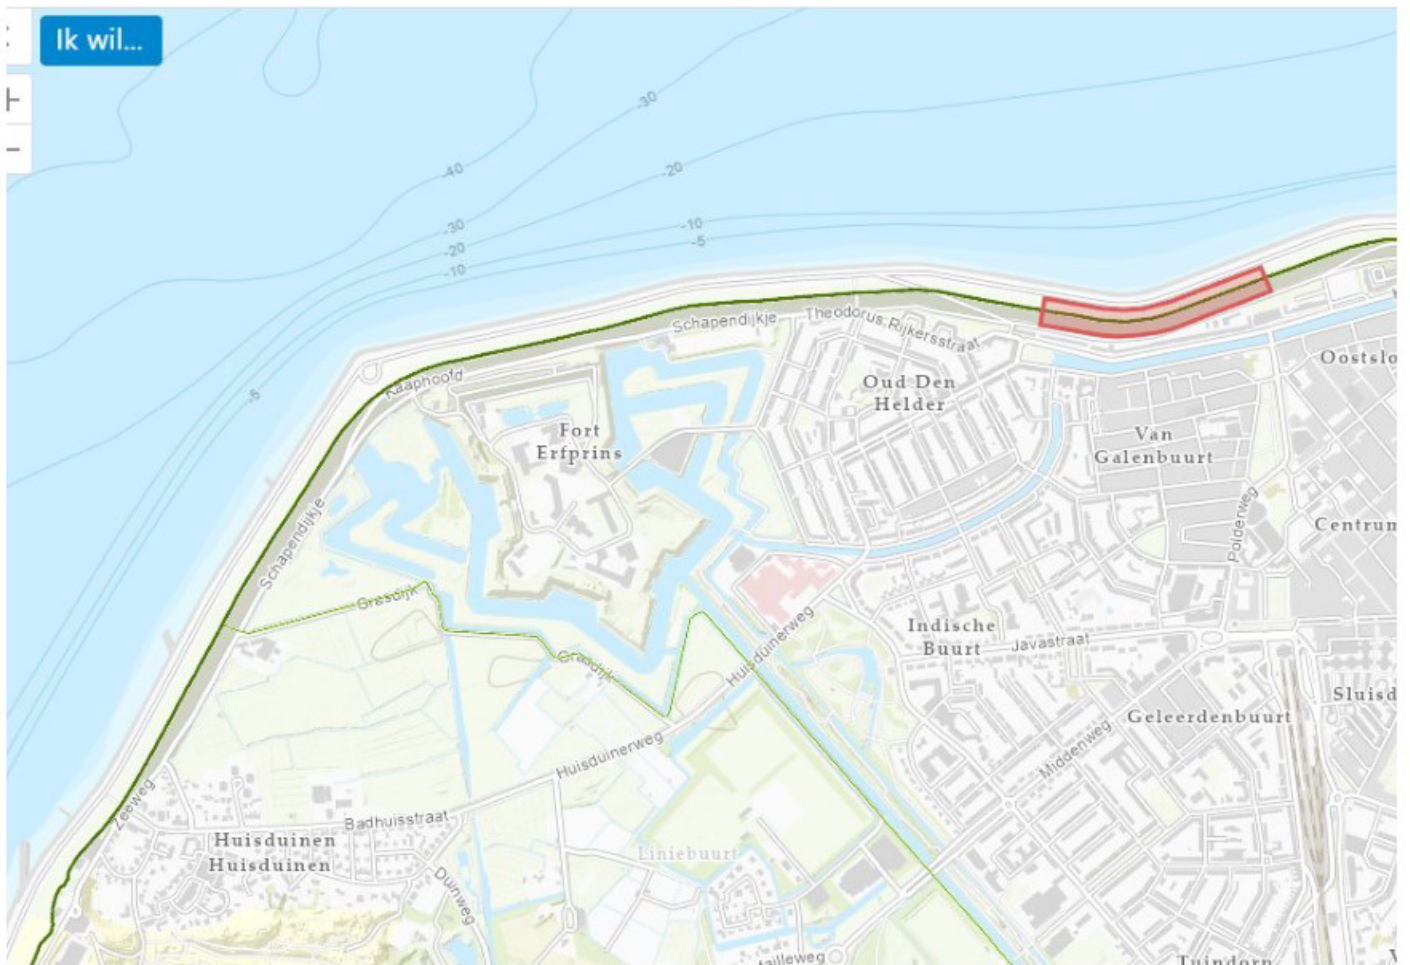 Ik wil...
-30
-40
-20
-30
-10
-20
-5
-10
-5
Schapendijkje
Theodorus Rijkersstraat
Kaaphoofd
Oostslo
Oud Den
Helder
Fort
Erfprins
Van
Galenbuurt
Schapendijkje
Polderweg
Centrum
Grasdijk
Indische
Buurt
Javastraat
Huisduinerweg
Grasdijk
Sluisd
Geleerdenbuurt
Huisduinerweg
Middenweg
Zeeweg
Badhuisstraat
Huisduinen
Huisduinen
Liniebuurt
Duinweg
ailleweg
Tuindorp